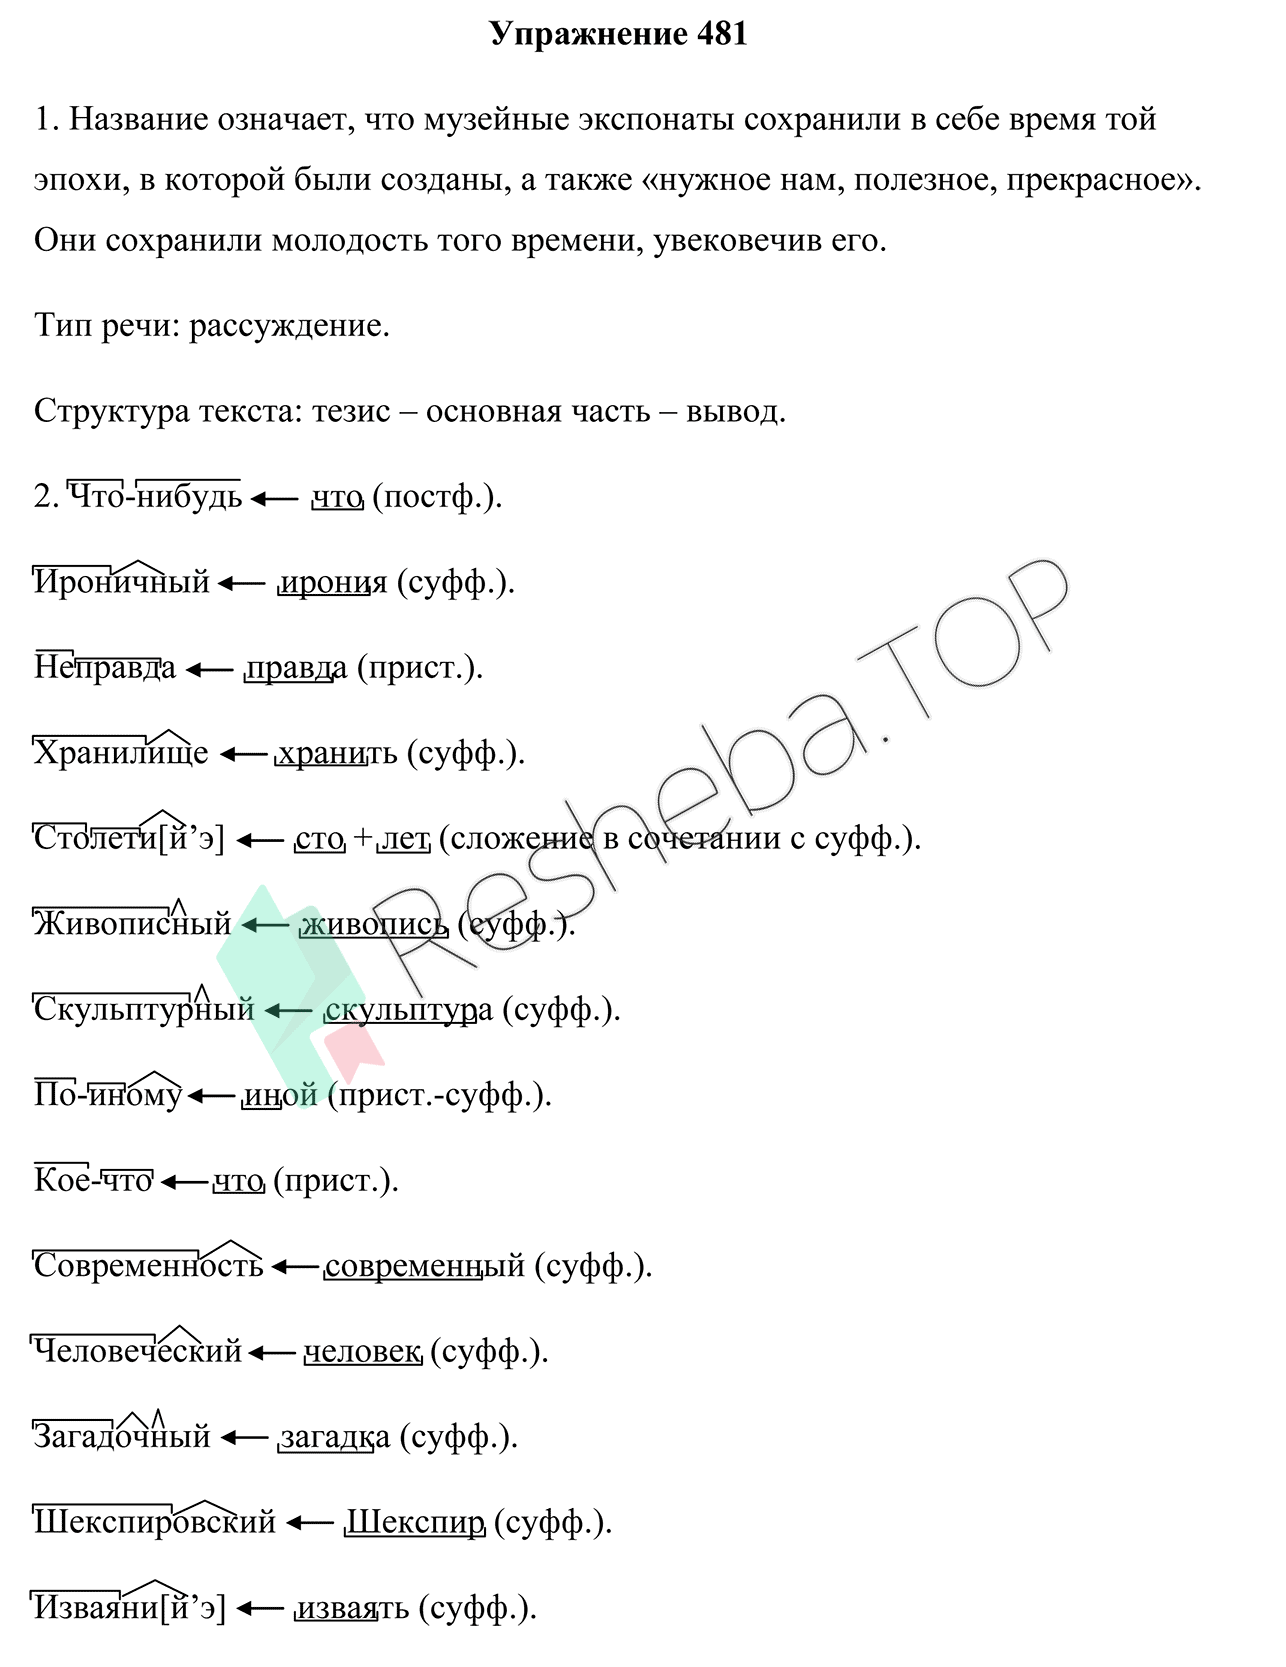 Упражнение 481
1. Название означает, что музейные экспонаты сохранили в себе время той
эпохи, в которой были созданы, а также «нужное нам, полезное, прекрасное».
Они сохранили молодость того времени, увековечив его.
Тип речи: рассуждение.
Структура текста: тезис – основная часть – вывод.
2. Что-нибудь ← что (постф.).
Ироничный ← ирония (суфф.).
Неправда ← правда (прист.).
Хранилище ← хранить (суфф.).
Столети[й’э] ← сто + лет (сложение в сочетании с суфф.).
Живописный ← живопись (суфф.).
Скульптурный ← скульптура (суфф.).
По-иному ← иной (прист.-суфф.).
Кое-что ← что (прист.).
Современность ← современный (суфф.).
Человеческий ← человек (суфф.).
Загадочный ← загадка (суфф.).
Шекспировский ← Шекспир (суфф.).
Изваяни[й’э] ← изваять (суфф.).
Resheba.TOP